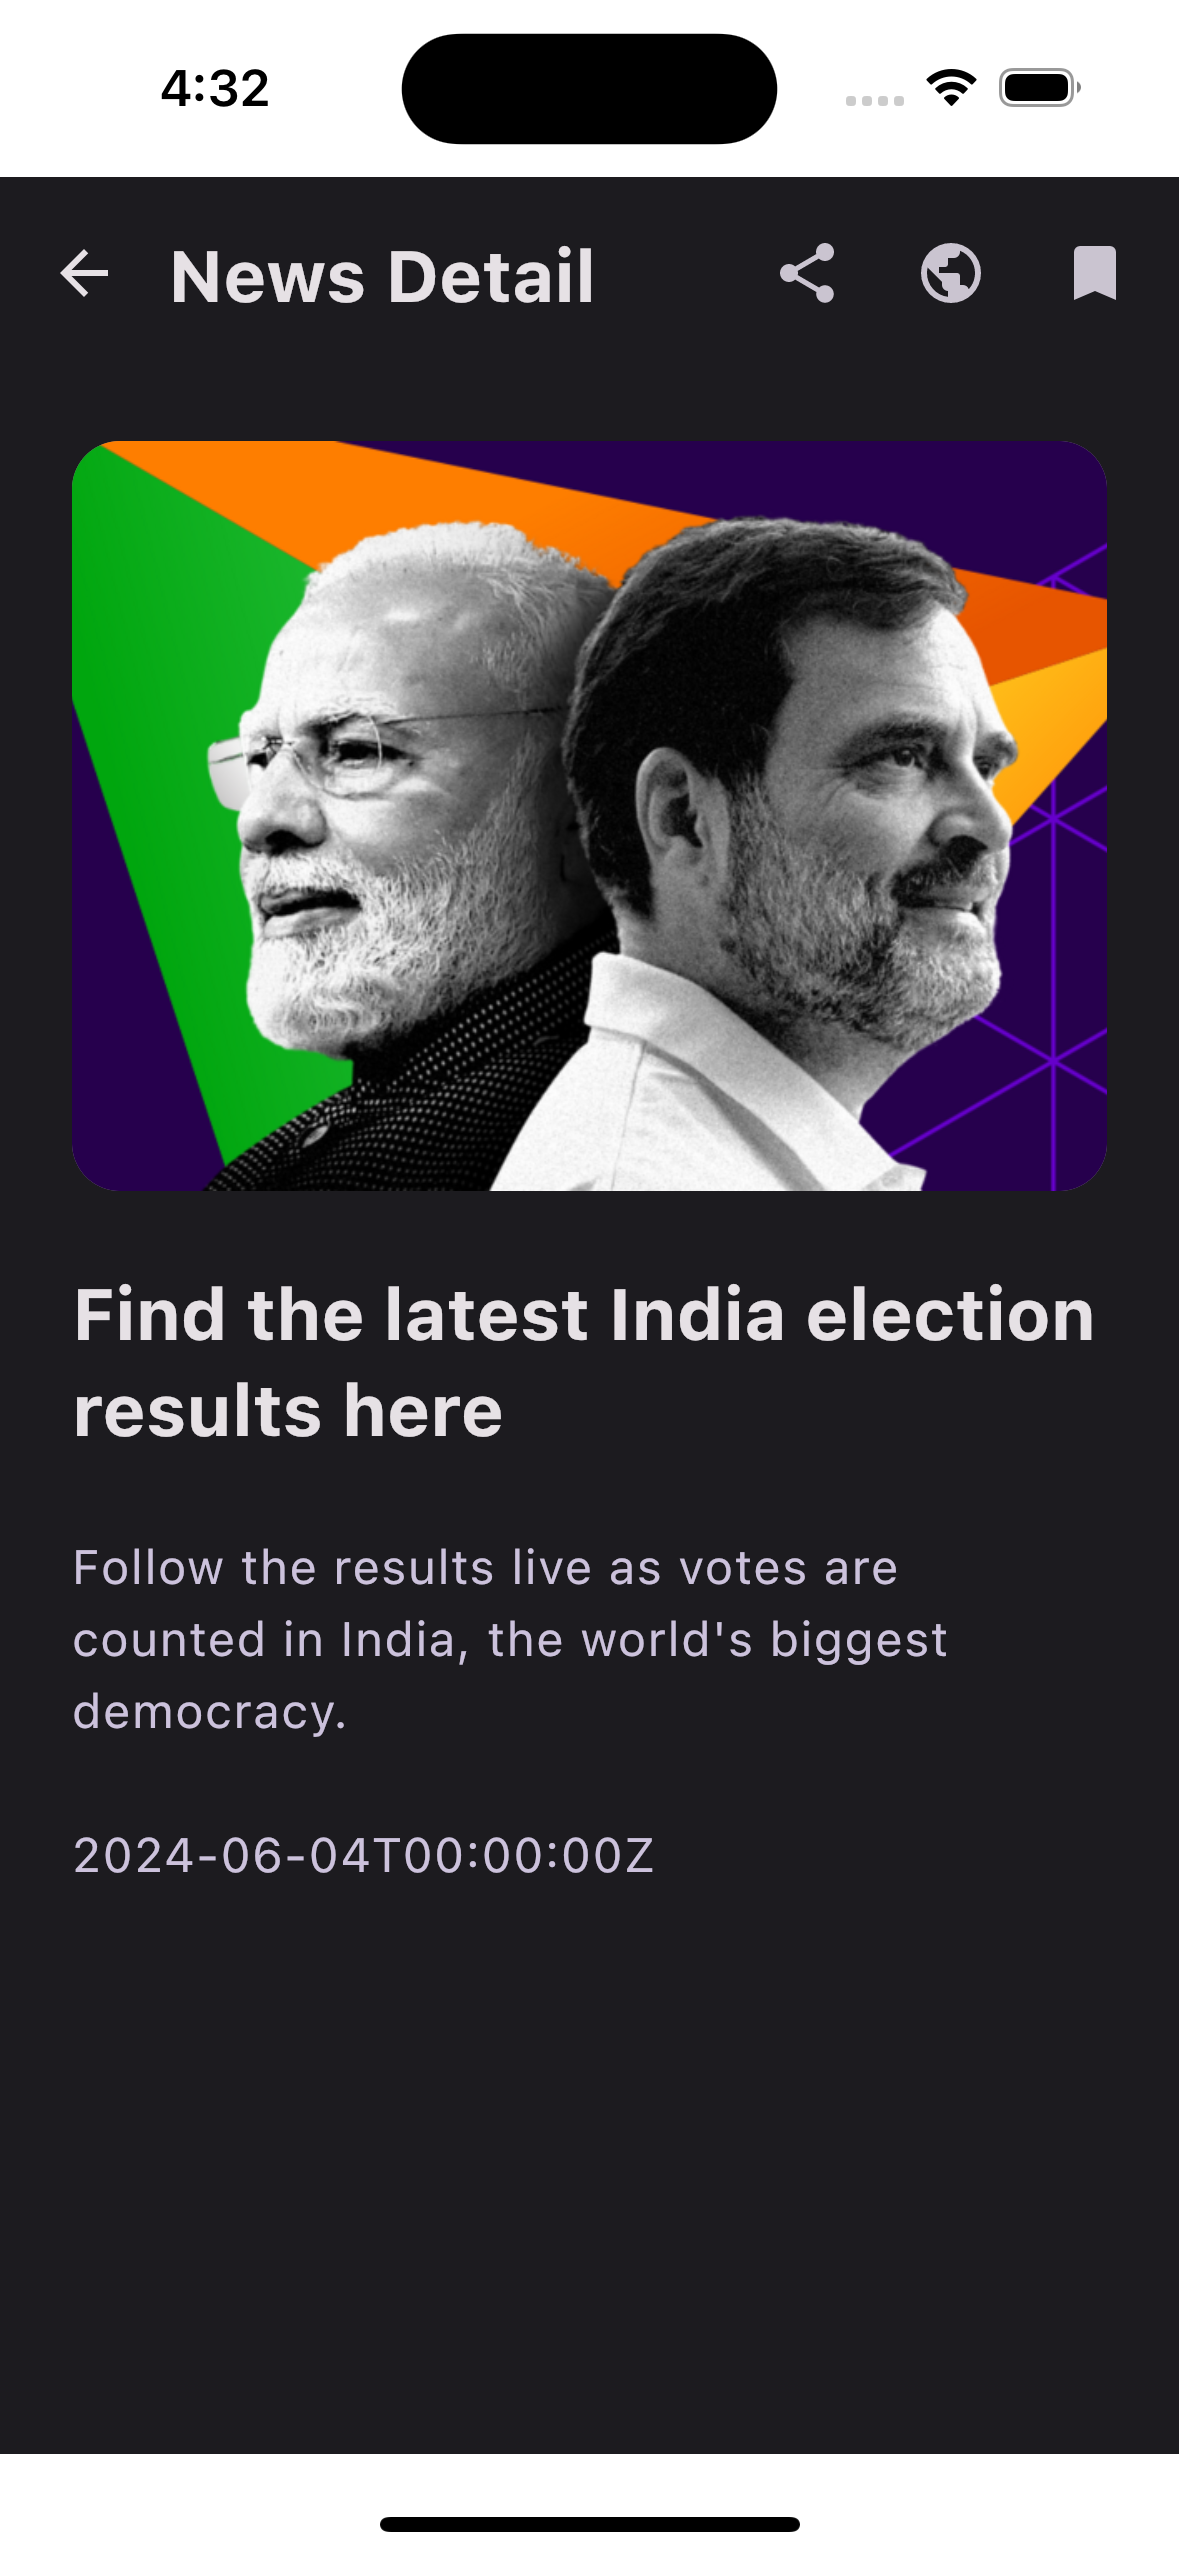 4:32
News Detail
Find the latest India election
results here
Follow the results live as votes are
counted in India, the world's biggest
democracy.
2024-06-04T00:00:00Z